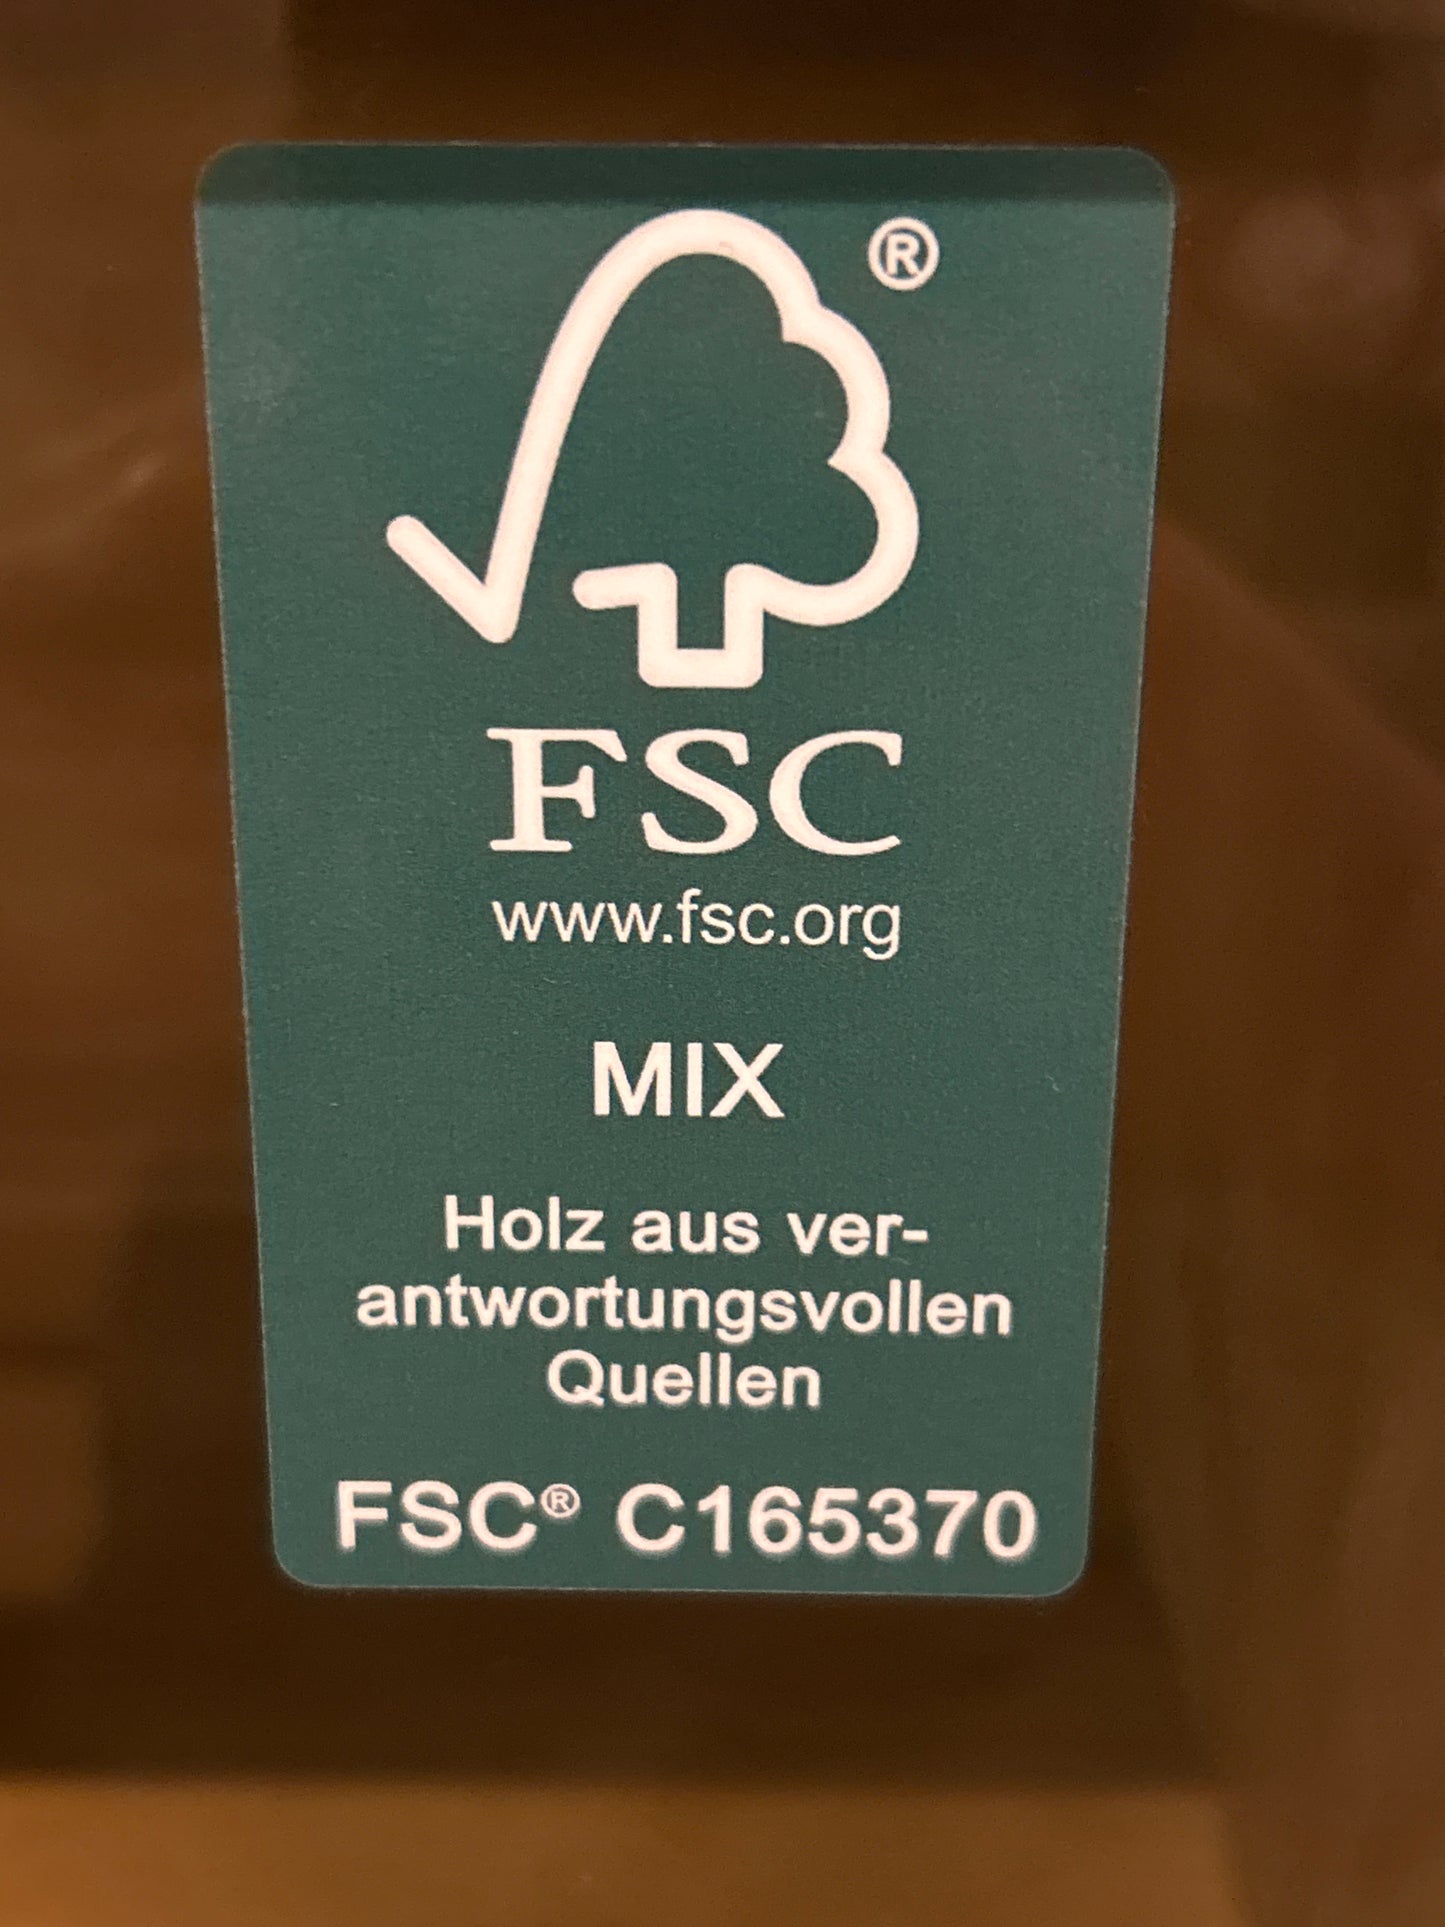 ®
FSC
www.fsc.org
MIX
Holz aus ver-
antwortungsvollen
Quellen
FSC® C165370